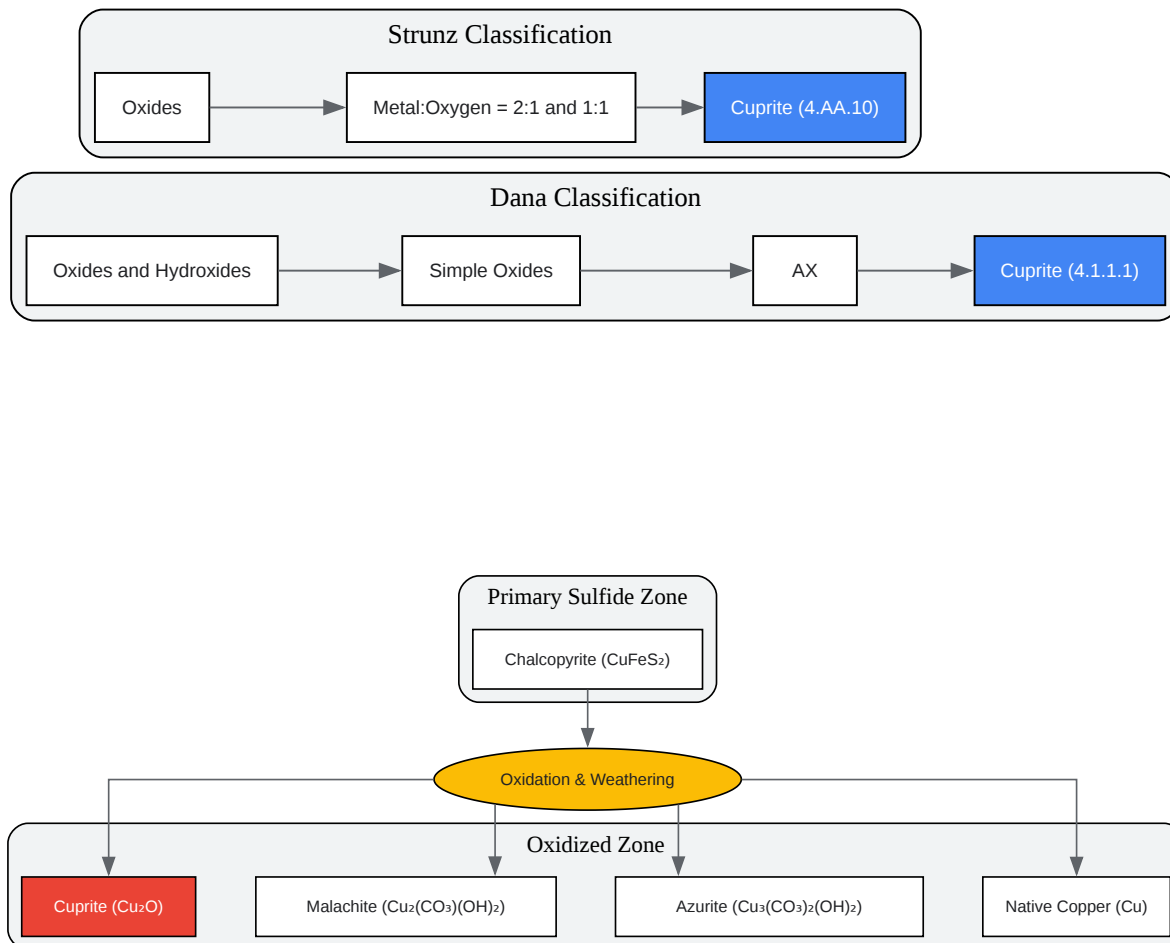 Strunz Classification
Oxides
Metal:Oxygen = 2:1 and 1:1
Cuprite (4.AA.10)
Dana Classification
Oxides and Hydroxides
Simple Oxides
AX
Cuprite (4.1.1.1)
Primary Sulfide Zone
Chalcopyrite (CuFeS₂)
Oxidation & Weathering
Oxidized Zone
Cuprite (Cu₂O)
Malachite (Cu₂(CO₃)(OH)₂)
Azurite (Cu₃(CO₃)₂(OH)₂)
Native Copper (Cu)